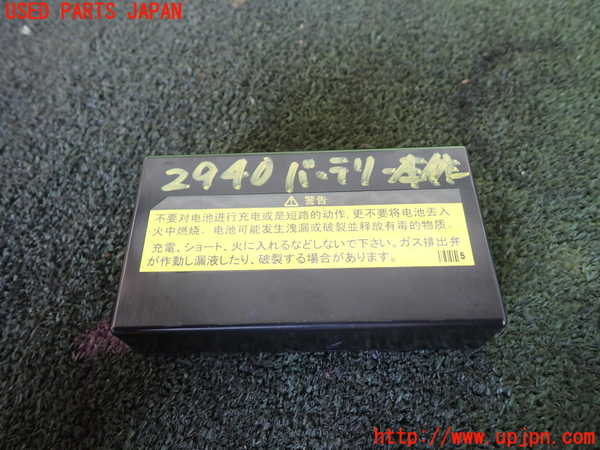 USED PARTS JAPAN
2940 バッテリー本体
⚠ 警告
不要对电池进行充电或是短路的动作, 更不要将电池丢入
火中燃烧. 电池可能发生洩漏或破裂並释放有毒的物质.
充電、ショート、火に入れるなどしないで下さい。ガス排出弁
が作動し漏液したり、破裂する場合があります。
5
http://www.upjpn.com/